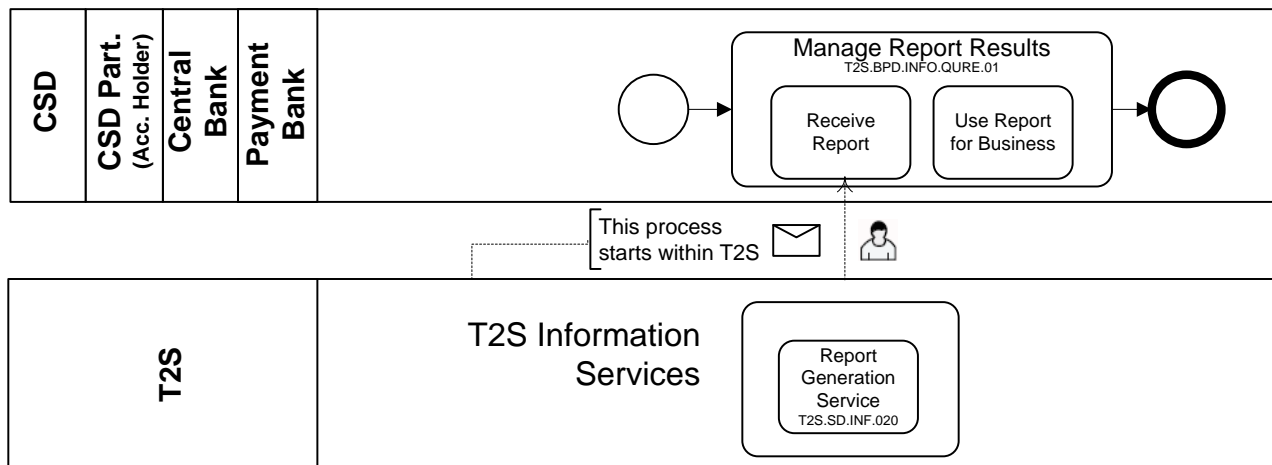 CSD
CSD Part.
(Acc. Holder)
Central
Bank
Payment
Bank
Manage Report Results
T2S.BPD.INFO.QURE.01
Receive
Report
Use Report
for Business
This process
starts within T2S
T2S
T2S Information
Services
Report
Generation
Service
T2S.SD.INF.020